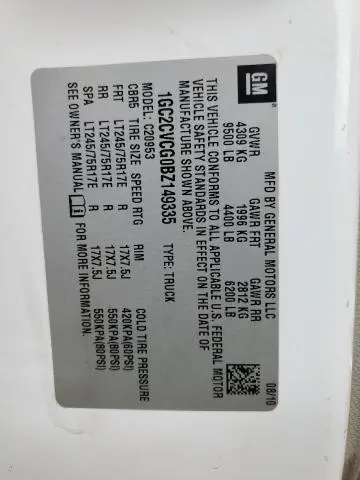 GM
MFD BY GENERAL MOTORS LLC
08/10
GVWR GAWR FRT GAWR RR
4309 KG 1996 KG 2812 KG
9500 LB 4400 LB 6200 LB
THIS VEHICLE CONFORMS TO ALL APPLICABLE U.S. FEDERAL MOTOR
VEHICLE SAFETY STANDARDS IN EFFECT ON THE DATE OF
MANUFACTURE SHOWN ABOVE.
1GC2CVCG0BZ149335 TYPE: TRUCK
MODEL: C20953
CBR5 TIRE SIZE SPEED RTG RIM COLD TIRE PRESSURE
FRT LT245/75R17E R 17X7.5J 420KPA(60PSI)
RR LT245/75R17E R 17X7.5J 550KPA(80PSI)
SPA LT245/75R17E R 17X7.5J 550KPA(80PSI)
SEE OWNER'S MANUAL FOR MORE INFORMATION.